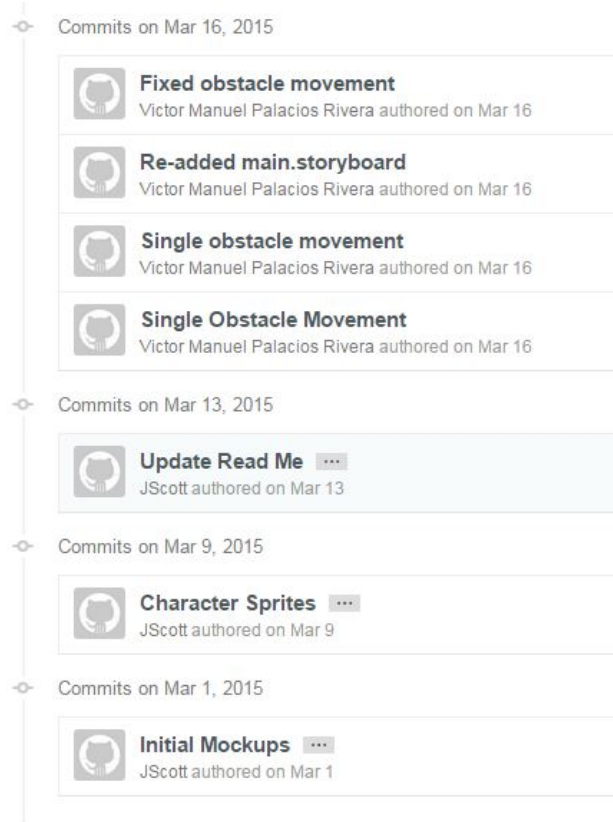 Commits on Mar 16, 2015
Fixed obstacle movement
Victor Manuel Palacios Rivera authored on Mar 16
Re-added main.storyboard
Victor Manuel Palacios Rivera authored on Mar 16
Single obstacle movement
Victor Manuel Palacios Rivera authored on Mar 16
Single Obstacle Movement
Victor Manuel Palacios Rivera authored on Mar 16
Commits on Mar 13, 2015
Update Read Me ...
JScott authored on Mar 13
Commits on Mar 9, 2015
Character Sprites ...
JScott authored on Mar 9
Commits on Mar 1, 2015
Initial Mockups ...
JScott authored on Mar 1